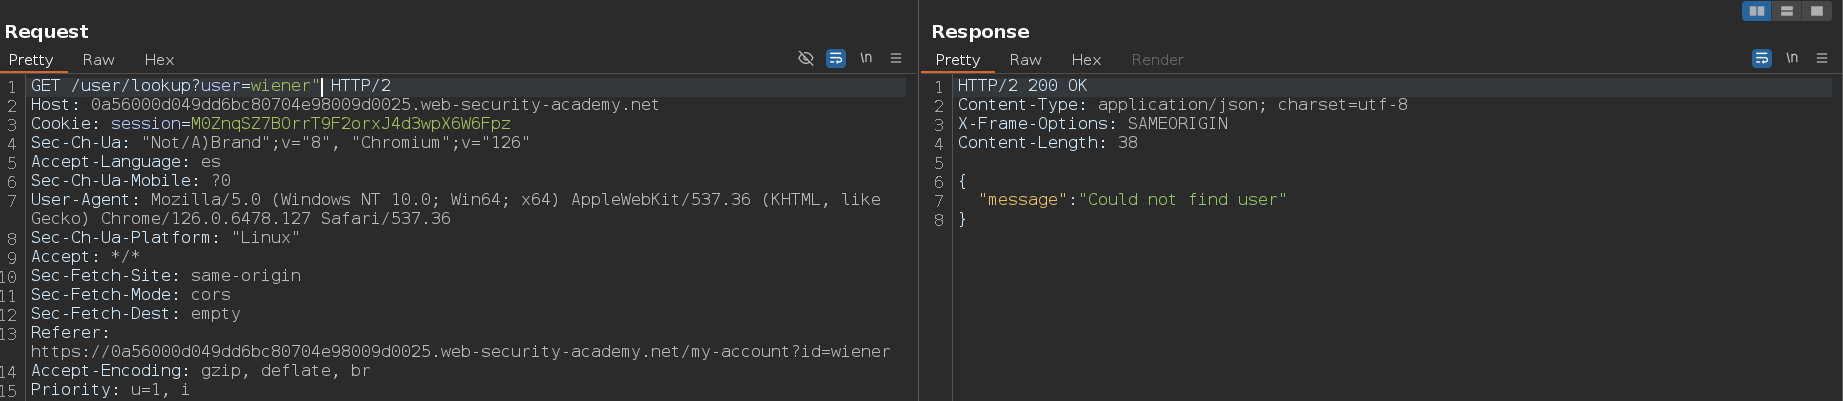 Request
Pretty Raw Hex
\n
1 GET /user/lookup?user=wiener" HTTP/2
2 Host: 0a56000d049dd6bc80704e98009d0025.web-security-academy.net
3 Cookie: session=M0ZnqSZ7BOrrT9F2orxJ4d3wpX6W6Fpz
4 Sec-Ch-Ua: "Not/A)Brand";v="8", "Chromium";v="126"
5 Accept-Language: es
6 Sec-Ch-Ua-Mobile: ?0
7 User-Agent: Mozilla/5.0 (Windows NT 10.0; Win64; x64) AppleWebKit/537.36 (KHTML, like
Gecko) Chrome/126.0.6478.127 Safari/537.36
8 Sec-Ch-Ua-Platform: "Linux"
9 Accept: */*
10 Sec-Fetch-Site: same-origin
11 Sec-Fetch-Mode: cors
12 Sec-Fetch-Dest: empty
13 Referer:
https://0a56000d049dd6bc80704e98009d0025.web-security-academy.net/my-account?id=wiener
14 Accept-Encoding: gzip, deflate, br
15 Priority: u=1, i
Response
Pretty Raw Hex Render
\n
1 HTTP/2 200 OK
2 Content-Type: application/json; charset=utf-8
3 X-Frame-Options: SAMEORIGIN
4 Content-Length: 38
5
6 {
7 "message":"Could not find user"
8 }